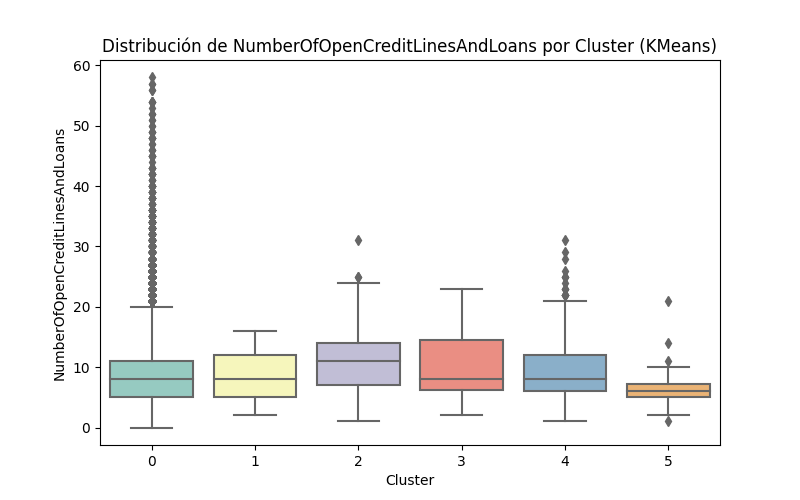 Distribución de NumberOfOpenCreditLinesAndLoans por Cluster (KMeans)
NumberOfOpenCreditLinesAndLoans
60
50
40
30
20
10
0
0 1 2 3 4 5
Cluster